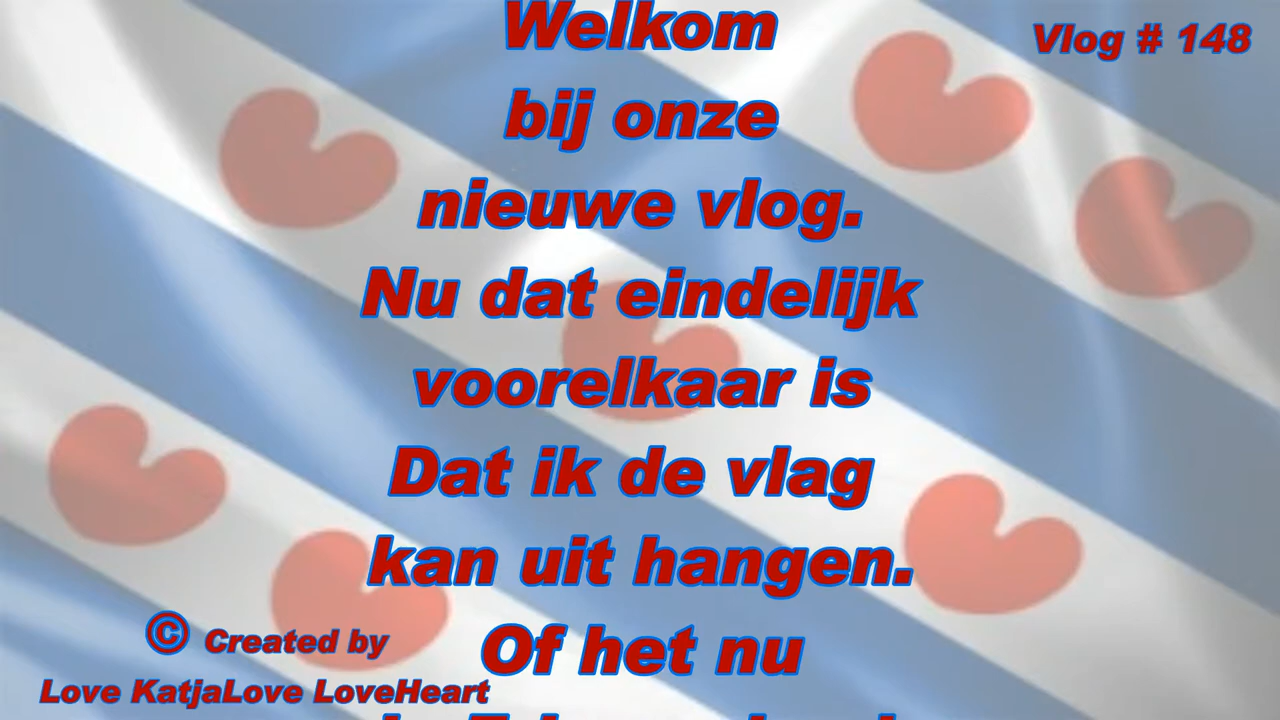 Welkom
Vlog # 148
bij onze
nieuwe vlog.
Nu dat eindelijk
voorelkaar is
Dat ik de vlag
kan uit hangen.
Of het nu
© Created by
Love KatjaLove LoveHeart